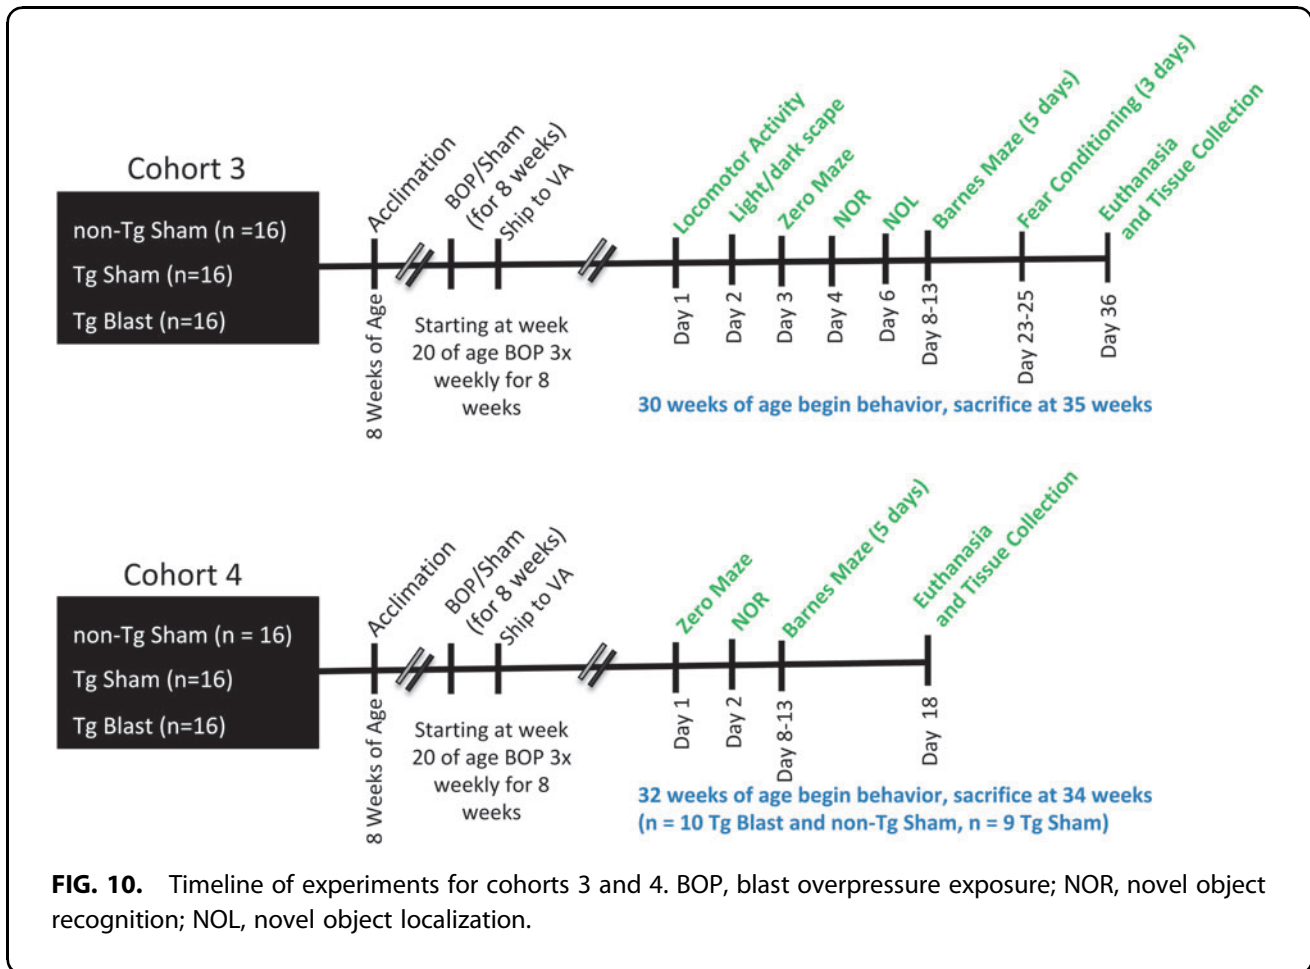 Cohort 3
non-Tg Sham (n =16)
Tg Sham (n=16)
Tg Blast (n=16)
Acclimation
BOP/Sham
(for 8 weeks)
Ship to VA
Locomotor Activity
Light/dark scape
Zero Maze
NOR
NOL
Barnes Maze (5 days)
Fear Conditioning (3 days)
Euthanasia
and Tissue Collection
8 Weeks of Age
Starting at week
20 of age BOP 3x
weekly for 8
weeks
Day 1
Day 2
Day 3
Day 4
Day 6
Day 8-13
Day 23-25
Day 36
30 weeks of age begin behavior, sacrifice at 35 weeks
Cohort 4
non-Tg Sham (n = 16)
Tg Sham (n=16)
Tg Blast (n=16)
Acclimation
BOP/Sham
(for 8 weeks)
Ship to VA
Zero Maze
NOR
Barnes Maze (5 days)
Euthanasia
and Tissue Collection
8 Weeks of Age
Starting at week
20 of age BOP 3x
weekly for 8
weeks
Day 1
Day 2
Day 8-13
Day 18
32 weeks of age begin behavior, sacrifice at 34 weeks
(n = 10 Tg Blast and non-Tg Sham, n = 9 Tg Sham)
FIG. 10. Timeline of experiments for cohorts 3 and 4. BOP, blast overpressure exposure; NOR, novel object
recognition; NOL, novel object localization.